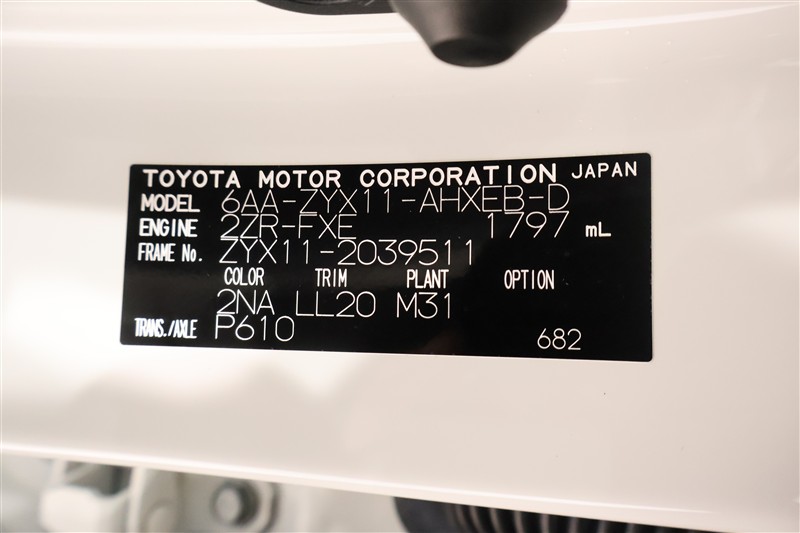 TOYOTA MOTOR CORPORATION JAPAN
MODEL 6AA-ZYX11-AHXEB-D
ENGINE 2ZR-FXE 1797 mL
FRAME No. ZYX11-2039511
COLOR TRIM PLANT OPTION
2NA LL20 M31
TRANS./AXLE P610 682